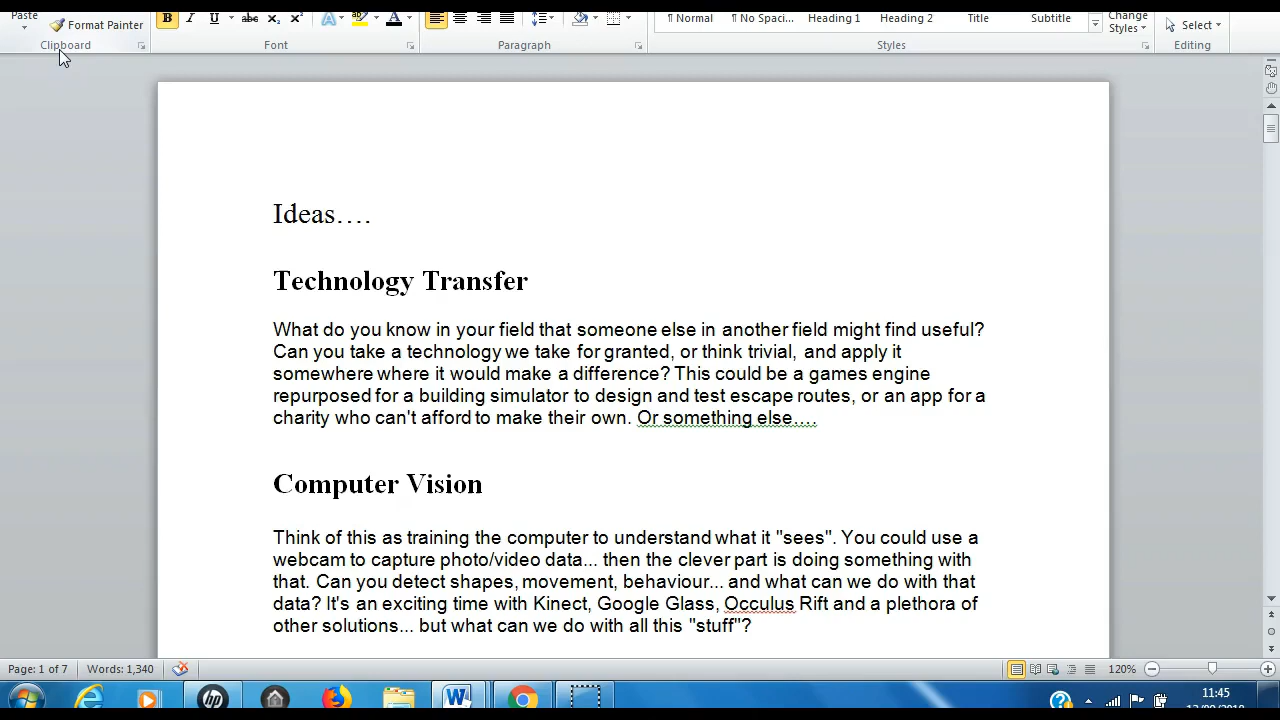 Paste
Format Painter
B I U abc x₂ x² A ab A
Normal
No Spaci...
Heading 1
Heading 2
Title
Subtitle
Change
Styles
Select
Clipboard
Font
Paragraph
Styles
Editing
Ideas….
Technology Transfer
What do you know in your field that someone else in another field might find useful?
Can you take a technology we take for granted, or think trivial, and apply it
somewhere where it would make a difference? This could be a games engine
repurposed for a building simulator to design and test escape routes, or an app for a
charity who can't afford to make their own. Or something else….
Computer Vision
Think of this as training the computer to understand what it "sees". You could use a
webcam to capture photo/video data... then the clever part is doing something with
that. Can you detect shapes, movement, behaviour... and what can we do with that
data? It's an exciting time with Kinect, Google Glass, Occulus Rift and a plethora of
other solutions... but what can we do with all this "stuff"?
Page: 1 of 7
Words: 1,340
120%
hp
W
11:45